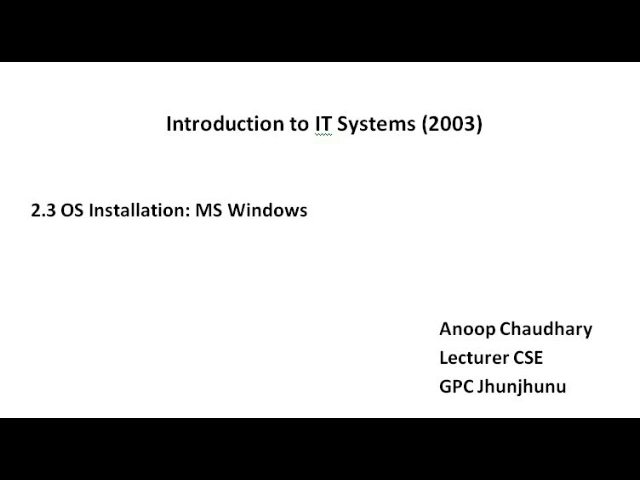 Introduction to IT Systems (2003)
2.3 OS Installation: MS Windows
Anoop Chaudhary
Lecturer CSE
GPC Jhunjhunu